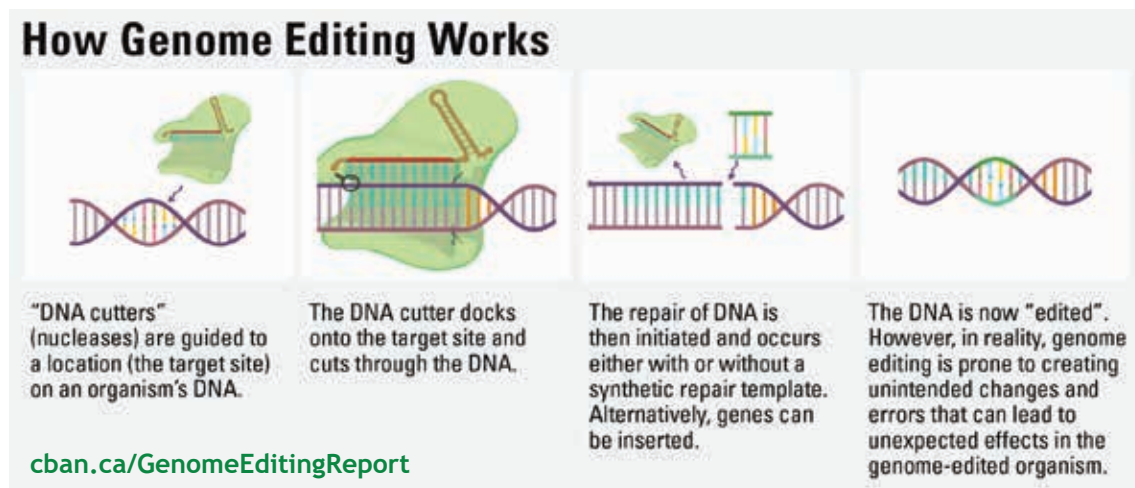 How Genome Editing Works
"DNA cutters"
(nucleases) are guided to
a location (the target site)
on an organism's DNA.
The DNA cutter docks
onto the target site and
cuts through the DNA.
The repair of DNA is
then initiated and occurs
either with or without a
synthetic repair template.
Alternatively, genes can
be inserted.
The DNA is now "edited".
However, in reality, genome
editing is prone to creating
unintended changes and
errors that can lead to
unexpected effects in the
genome-edited organism.
cban.ca/GenomeEditingReport